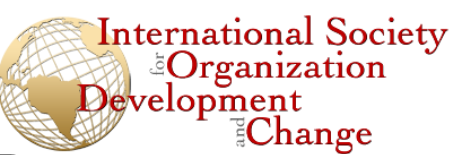 International Society
for Organization
Development
and Change